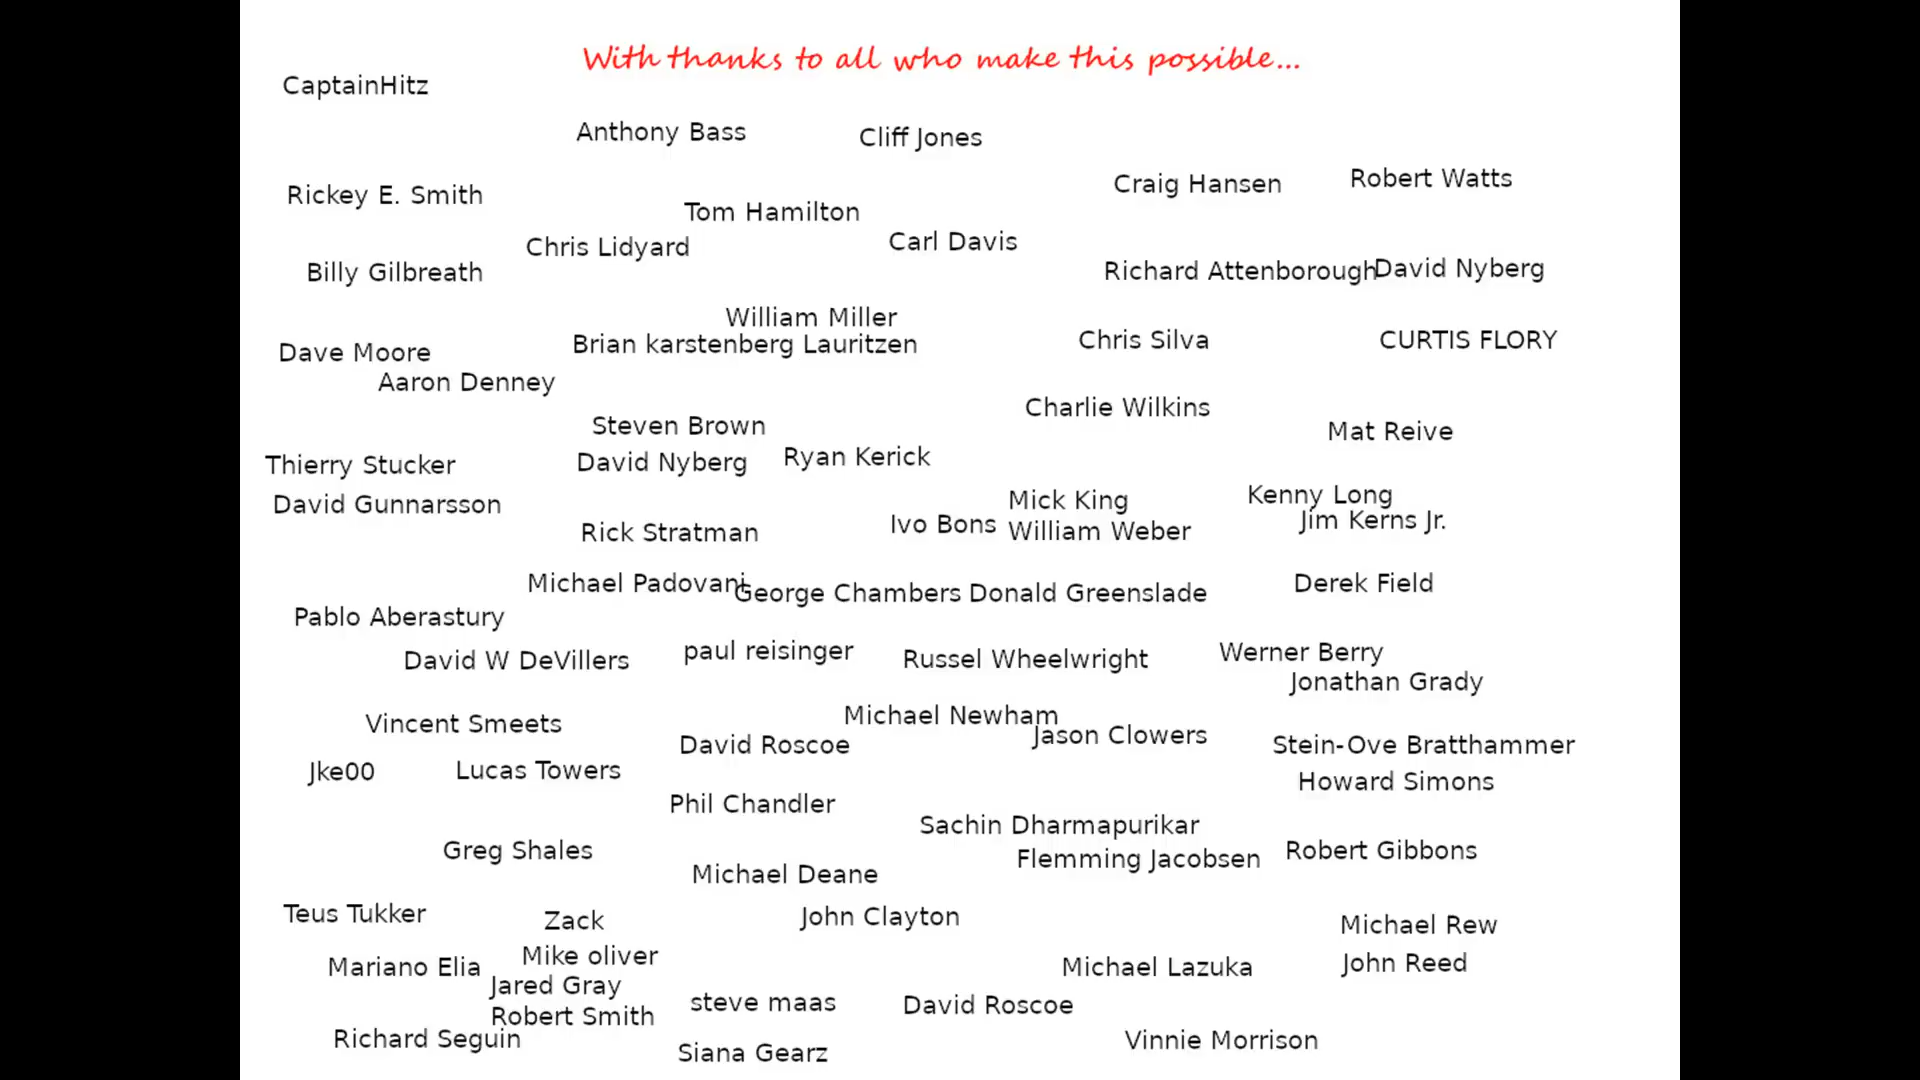 With thanks to all who make this possible...
CaptainHitz
Anthony Bass
Cliff Jones
Craig Hansen
Robert Watts
Rickey E. Smith
Tom Hamilton
Chris Lidyard
Carl Davis
Billy Gilbreath
Richard Attenborough
David Nyberg
William Miller
Brian karstenberg Lauritzen
Chris Silva
CURTIS FLORY
Dave Moore
Aaron Denney
Charlie Wilkins
Steven Brown
Mat Reive
Thierry Stucker
David Nyberg
Ryan Kerick
David Gunnarsson
Mick King
Kenny Long
Jim Kerns Jr.
Rick Stratman
Ivo Bons
William Weber
Michael Padovani
George Chambers
Donald Greenslade
Derek Field
Pablo Aberastury
David W DeVillers
paul reisinger
Russel Wheelwright
Werner Berry
Jonathan Grady
Michael Newham
Vincent Smeets
David Roscoe
Jason Clowers
Stein-Ove Bratthammer
Jke00
Lucas Towers
Howard Simons
Phil Chandler
Sachin Dharmapurikar
Greg Shales
Flemming Jacobsen
Robert Gibbons
Michael Deane
Teus Tukker
Zack
John Clayton
Michael Rew
Mike oliver
Mariano Elia
Michael Lazuka
John Reed
Jared Gray
steve maas
David Roscoe
Robert Smith
Richard Seguin
Siana Gearz
Vinnie Morrison